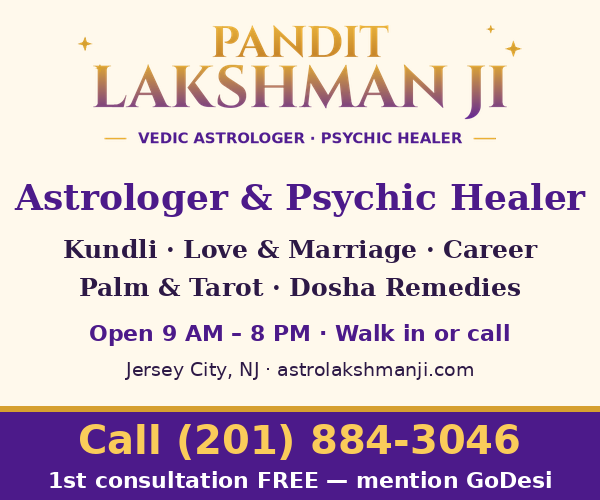 PANDIT
LAKSHMAN JI
VEDIC ASTROLOGER · PSYCHIC HEALER
Astrologer & Psychic Healer
Kundli · Love & Marriage · Career
Palm & Tarot · Dosha Remedies
Open 9 AM – 8 PM · Walk in or call
Jersey City, NJ · astrolakshmanji.com
Call (201) 884-3046
1st consultation FREE — mention GoDesi